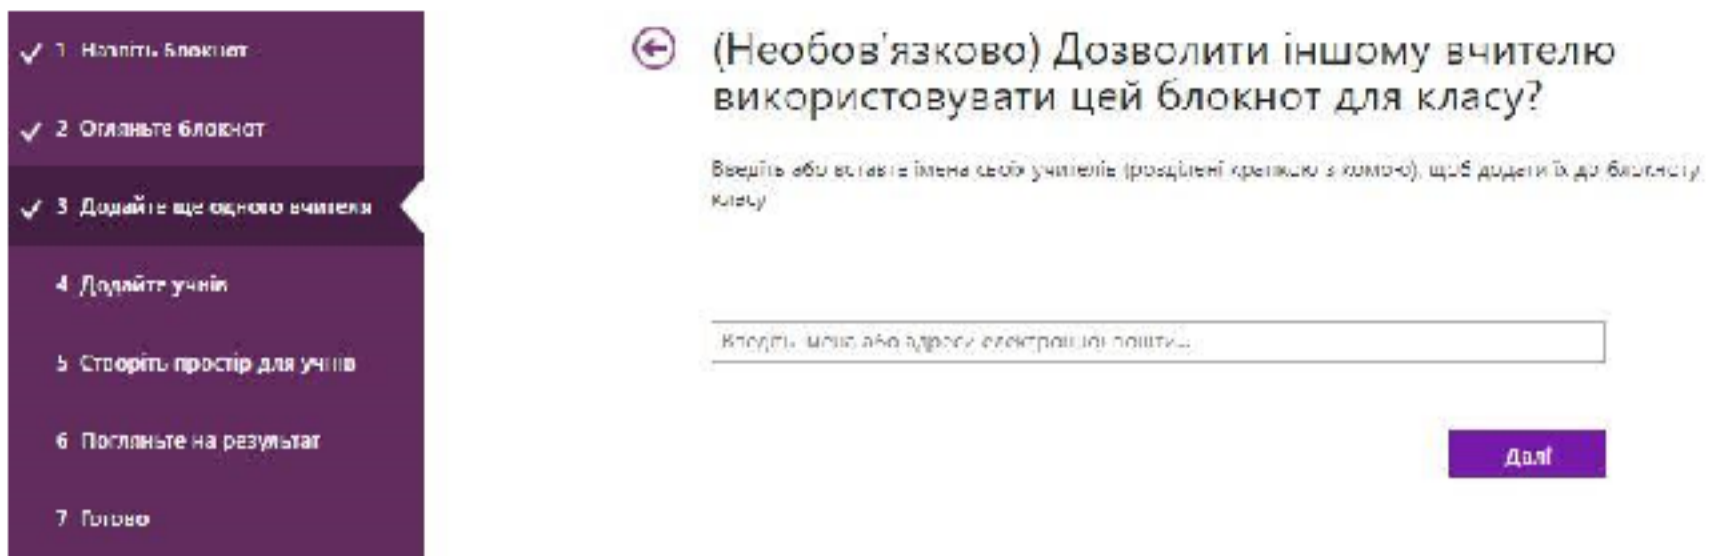 1 Назвіть блокнот
2 Огляньте блокнот
3 Додайте ще одного вчителя
4 Додайте учнів
5 Створіть простір для учнів
6 Погляньте на результат
7 Готово
(Необов'язково) Дозволити іншому вчителю
використовувати цей блокнот для класу?
Введіть або вставте імена своїх учителів (розділені крапкою з комою), щоб додати їх до блокноту
класу
Введіть імена або адреси електронної пошти...
Далі